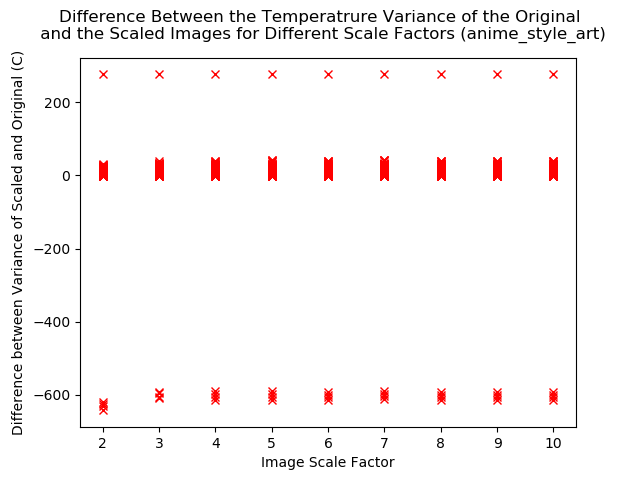 Difference Between the Temperatrure Variance of the Original
and the Scaled Images for Different Scale Factors (anime_style_art)
Difference between Variance of Scaled and Original (C)
200
0
−200
−400
−600
2 3 4 5 6 7 8 9 10
Image Scale Factor